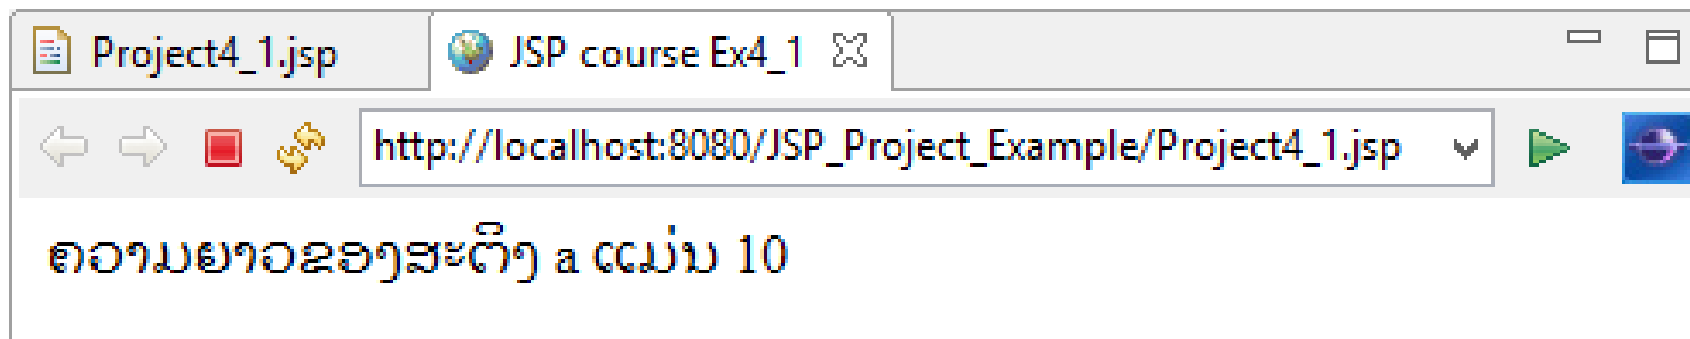 Project4_1.jsp JSP course Ex4_1
http://localhost:8080/JSP_Project_Example/Project4_1.jsp
ຄວາມຍາວຂອງສະຕິງ a ແມ່ນ 10